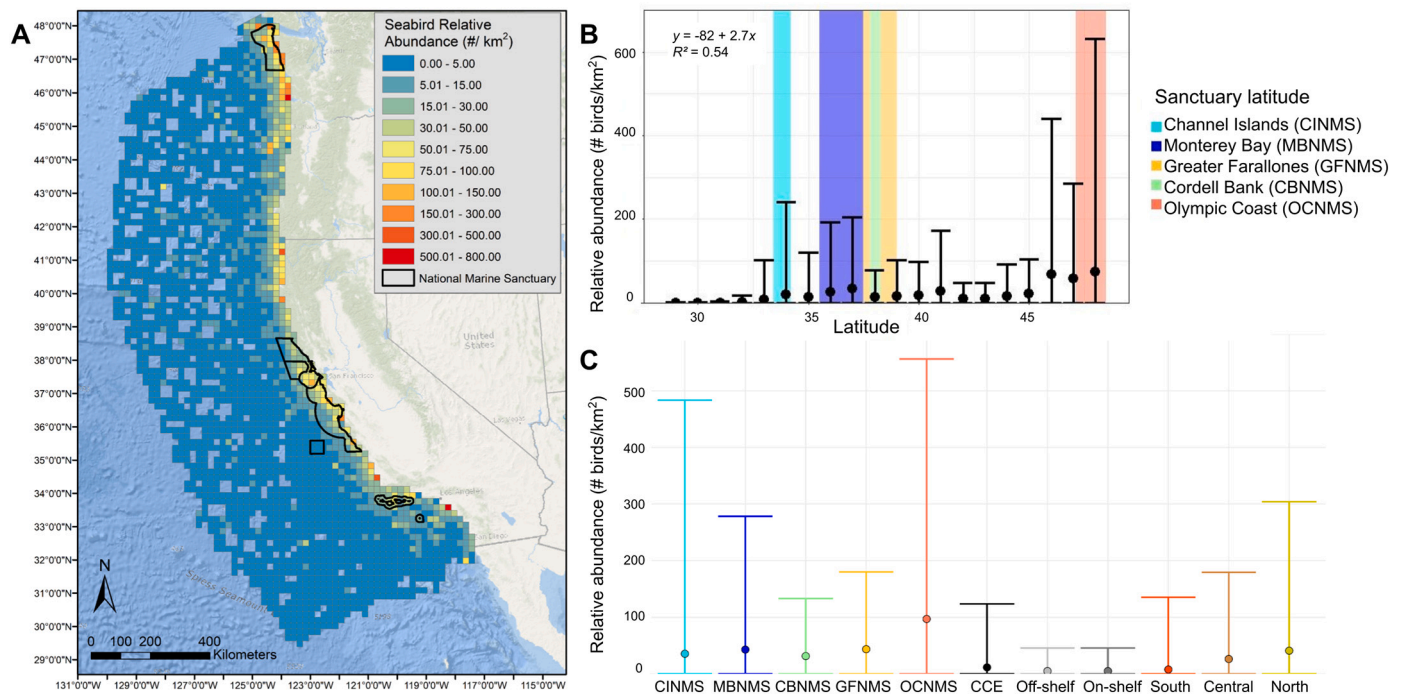 A
48°0'0"N
47°0'0"N
46°0'0"N
45°0'0"N
44°0'0"N
43°0'0"N
42°0'0"N
41°0'0"N
40°0'0"N
39°0'0"N
38°0'0"N
37°0'0"N
36°0'0"N
35°0'0"N
34°0'0"N
33°0'0"N
32°0'0"N
31°0'0"N
30°0'0"N
29°0'0"N
131°0'0"W
129°0'0"W
127°0'0"W
125°0'0"W
123°0'0"W
121°0'0"W
119°0'0"W
117°0'0"W
115°0'0"W
Seabird Relative
Abundance (#/ km²)
0.00 - 5.00
5.01 - 15.00
15.01 - 30.00
30.01 - 50.00
50.01 - 75.00
75.01 - 100.00
100.01 - 150.00
150.01 - 300.00
300.01 - 500.00
500.01 - 800.00
National Marine Sanctuary
United
States
San Francisco
Los Angeles
N
0 100 200 400
Kilometers
B
y = -82 + 2.7x
R² = 0.54
Relative abundance (# birds/km²)
600
400
200
0
30 35 40 45
Latitude
Sanctuary latitude
Channel Islands (CINMS)
Monterey Bay (MBNMS)
Greater Farallones (GFNMS)
Cordell Bank (CBNMS)
Olympic Coast (OCNMS)
C
Relative abundance (# birds/km²)
500
400
300
200
100
0
CINMS MBNMS CBNMS GFNMS OCNMS CCE Off-shelf On-shelf South Central North